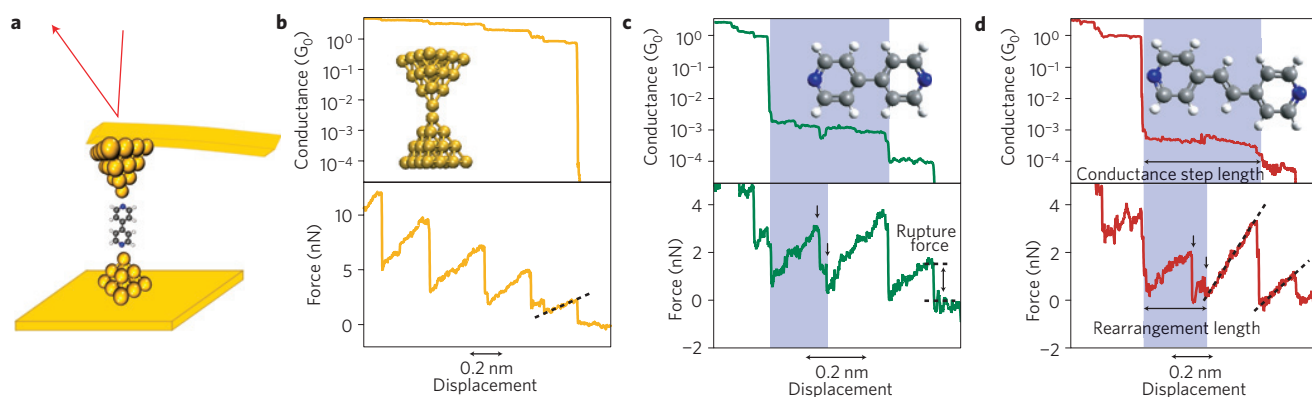 a
b
Conductance (G0)
10^0
10^-1
10^-2
10^-3
10^-4
Force (nN)
10
5
0
0.2 nm
Displacement
c
Conductance (G0)
10^0
10^-1
10^-2
10^-3
10^-4
Force (nN)
4
2
0
−2
Rupture
force
0.2 nm
Displacement
d
Conductance (G0)
10^0
10^-1
10^-2
10^-3
10^-4
Conductance step length
Force (nN)
4
2
0
−2
Rearrangement length
0.2 nm
Displacement